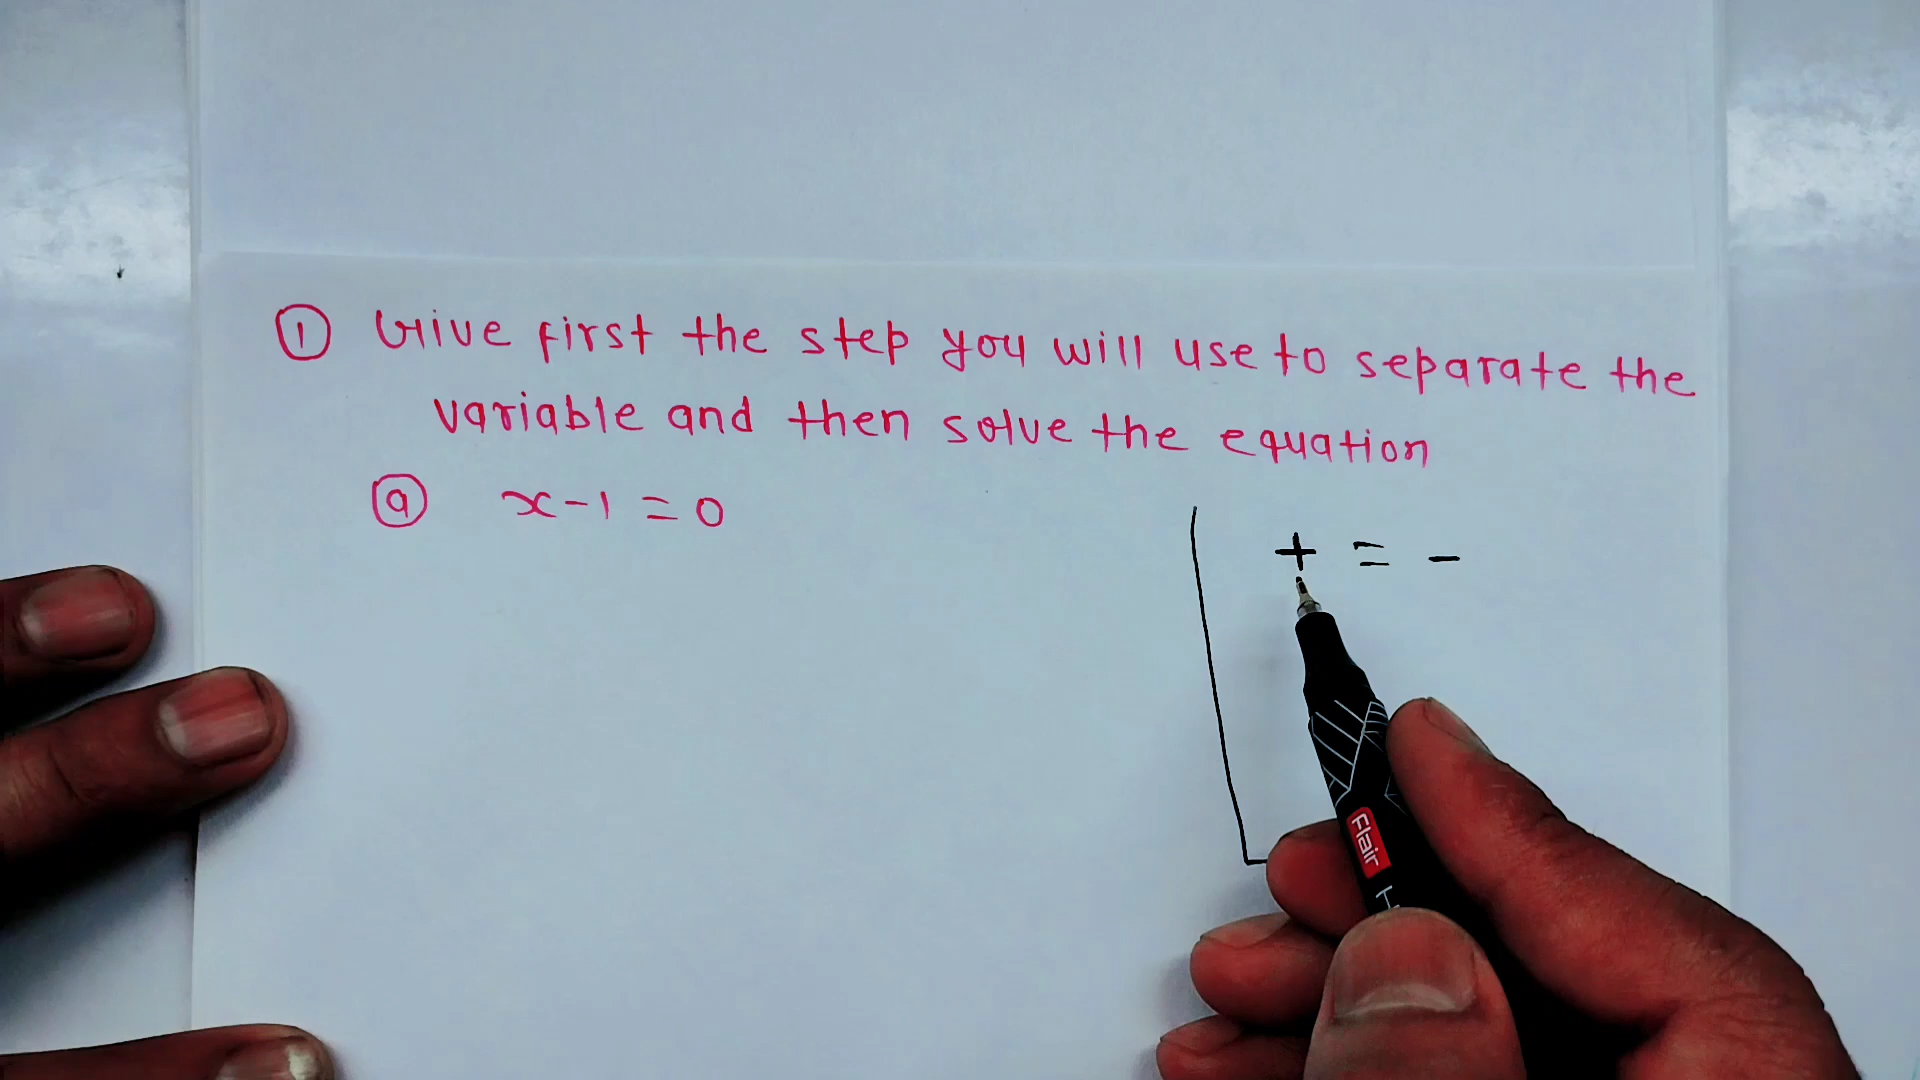 ① Give first the step you will use to separate the
variable and then solve the equation
ⓐ x-1=0
+ = -
Flair